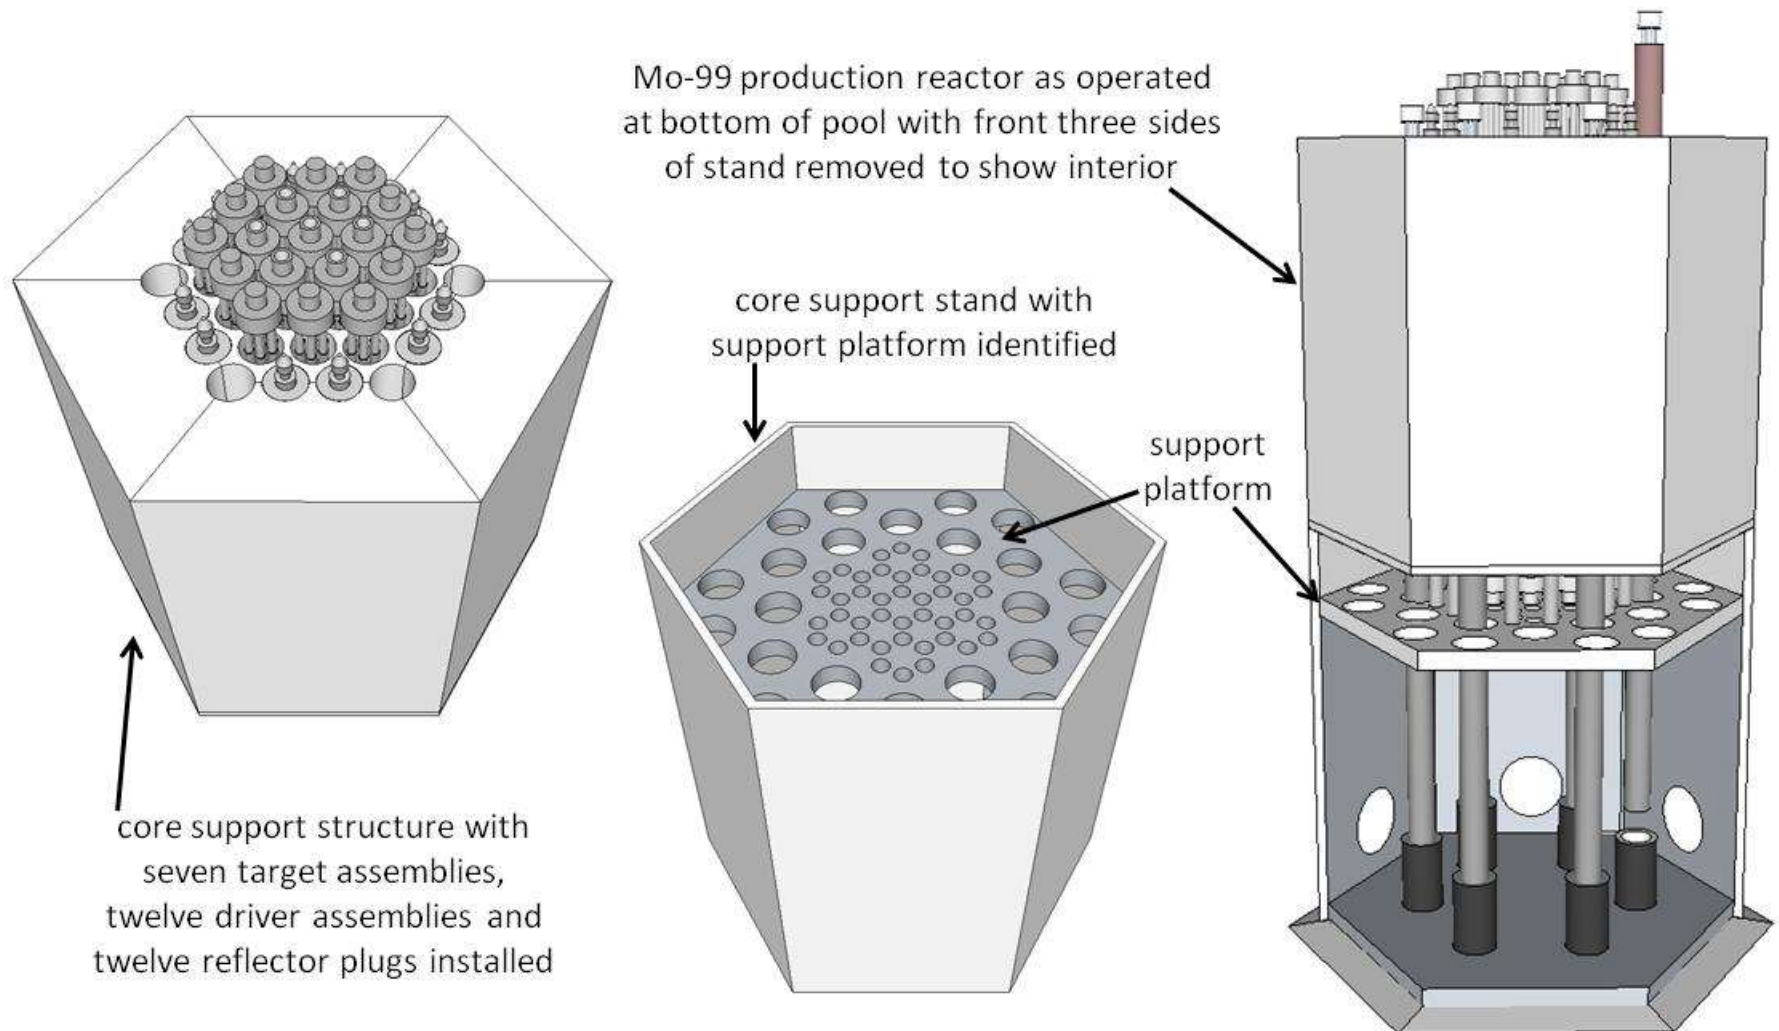 Mo-99 production reactor as operated
at bottom of pool with front three sides
of stand removed to show interior
core support stand with
support platform identified
support
platform
core support structure with
seven target assemblies,
twelve driver assemblies and
twelve reflector plugs installed